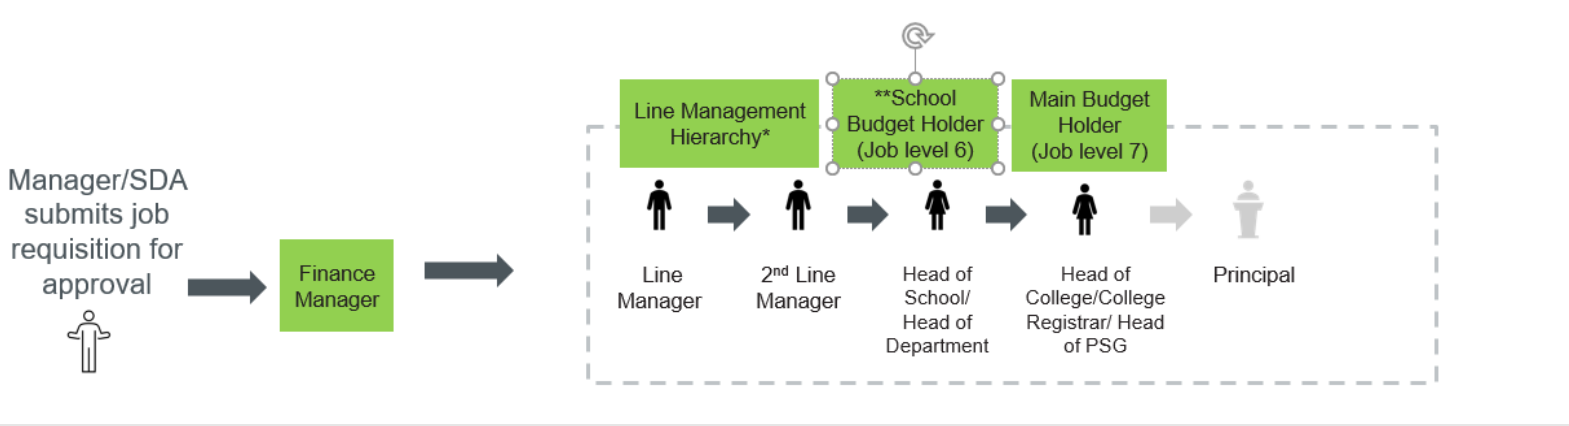 Manager/SDA
submits job
requisition for
approval
Finance
Manager
Line Management
Hierarchy*
**School
Budget Holder
(Job level 6)
Main Budget
Holder
(Job level 7)
Line
Manager
2nd Line
Manager
Head of
School/
Head of
Department
Head of
College/College
Registrar/ Head
of PSG
Principal